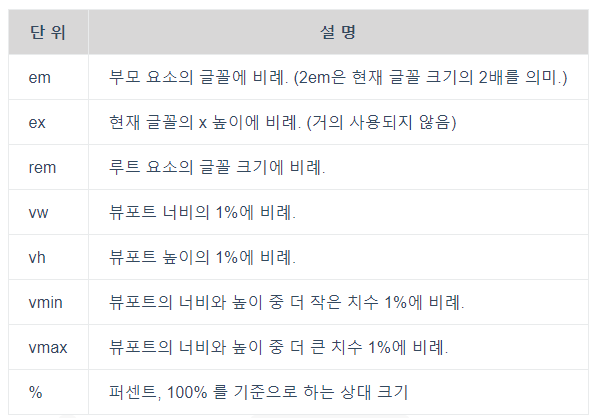 단 위 설 명
em 부모 요소의 글꼴에 비례. (2em은 현재 글꼴 크기의 2배를 의미.)
ex 현재 글꼴의 x 높이에 비례. (거의 사용되지 않음)
rem 루트 요소의 글꼴 크기에 비례.
vw 뷰포트 너비의 1%에 비례.
vh 뷰포트 높이의 1%에 비례.
vmin 뷰포트의 너비와 높이 중 더 작은 치수 1%에 비례.
vmax 뷰포트의 너비와 높이 중 더 큰 치수 1%에 비례.
% 퍼센트, 100% 를 기준으로 하는 상대 크기